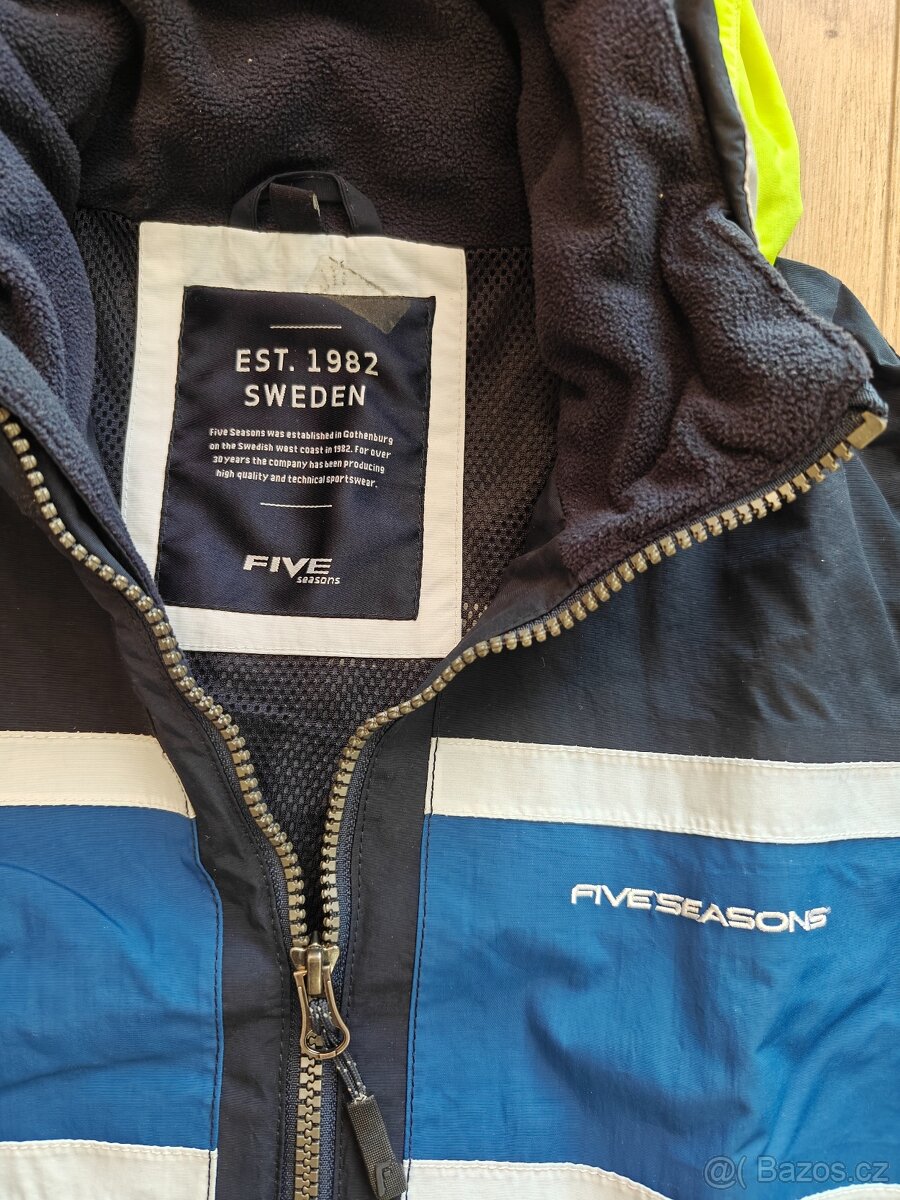 EST. 1982
SWEDEN
Five Seasons was established in Gothenburg
on the Swedish west coast in 1982. For over
30 years the company has been producing
high quality and technical sportswear.
FIVE
seasons
FIVE SEASONS
Bazos.cz